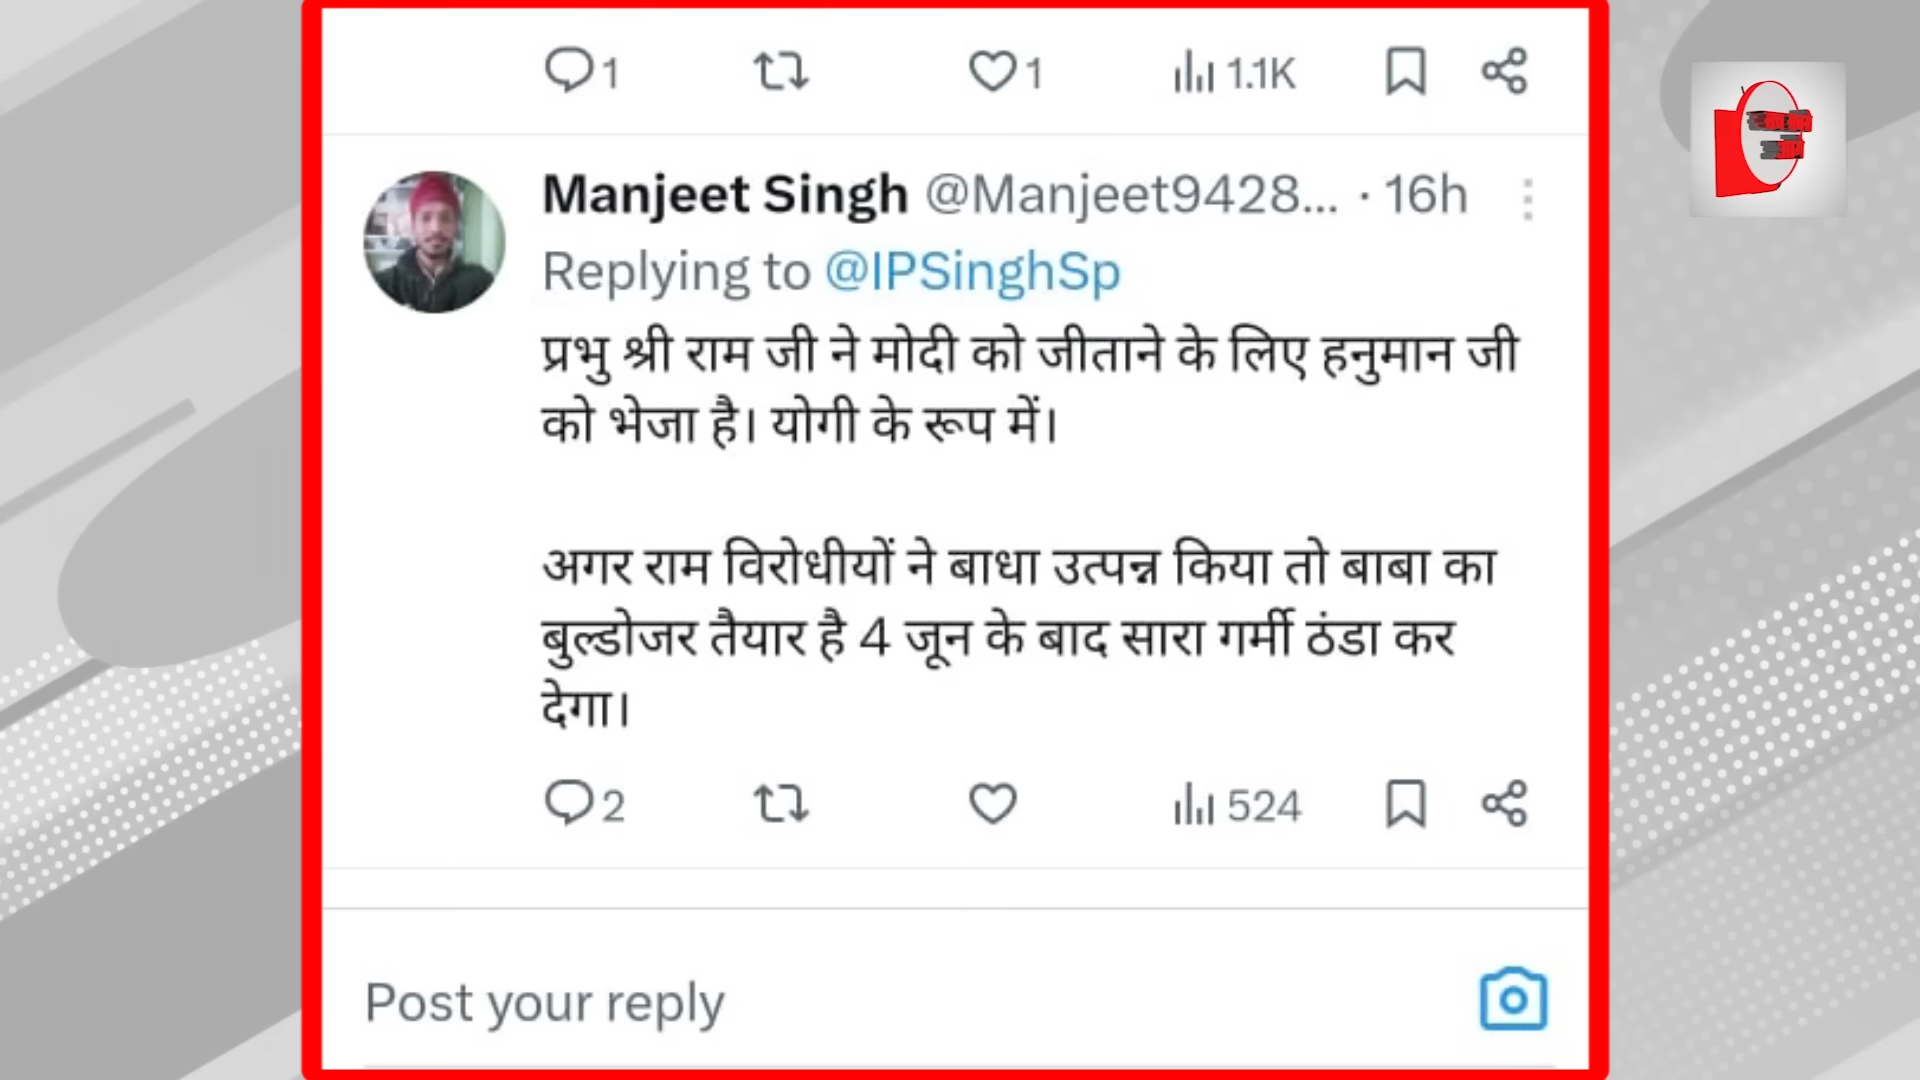 1 1 1.1K
Manjeet Singh @Manjeet9428... · 16h
Replying to @IPSinghSp
प्रभु श्री राम जी ने मोदी को जीताने के लिए हनुमान जी
को भेजा है। योगी के रूप में।
अगर राम विरोधीयों ने बाधा उत्पन्न किया तो बाबा का
बुल्डोजर तैयार है 4 जून के बाद सारा गर्मी ठंडा कर
देगा।
2 524
Post your reply